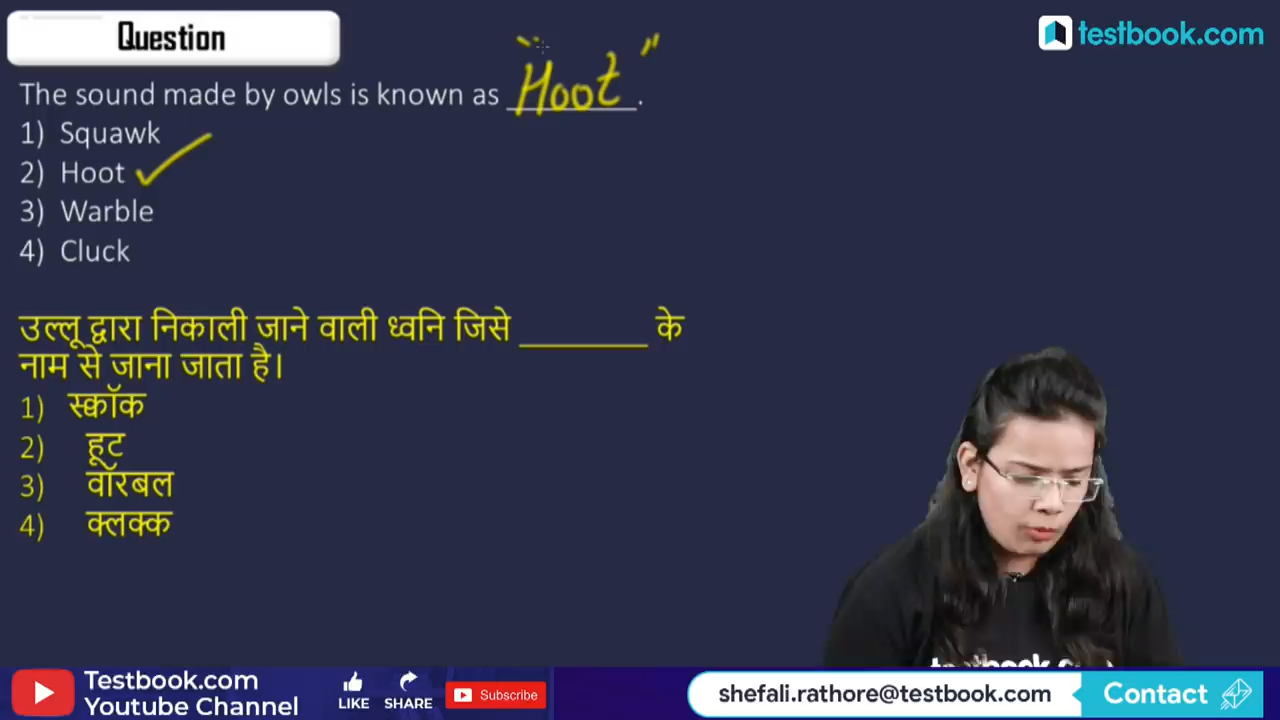 Question
testbook.com
"Hoot"
The sound made by owls is known as __________.
1) Squawk
2) Hoot
3) Warble
4) Cluck
उल्लू द्वारा निकाली जाने वाली ध्वनि जिसे ________ के
नाम से जाना जाता है।
1) स्क्वॉक
2) हूट
3) वॉरबल
4) क्लक्क
Testbook.com
YouTube Channel
LIKE
SHARE
Subscribe
shefali.rathore@testbook.com
Contact